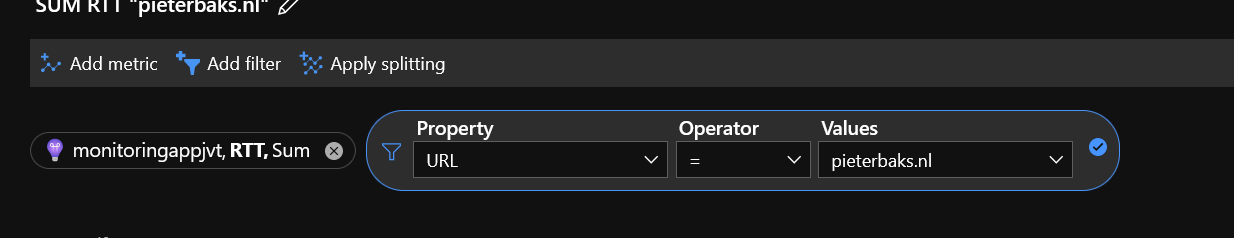 SUM RTT "pieterbaks.nl"
Add metric Add filter Apply splitting
Property Operator Values
monitoringappjvt, RTT, Sum URL = pieterbaks.nl